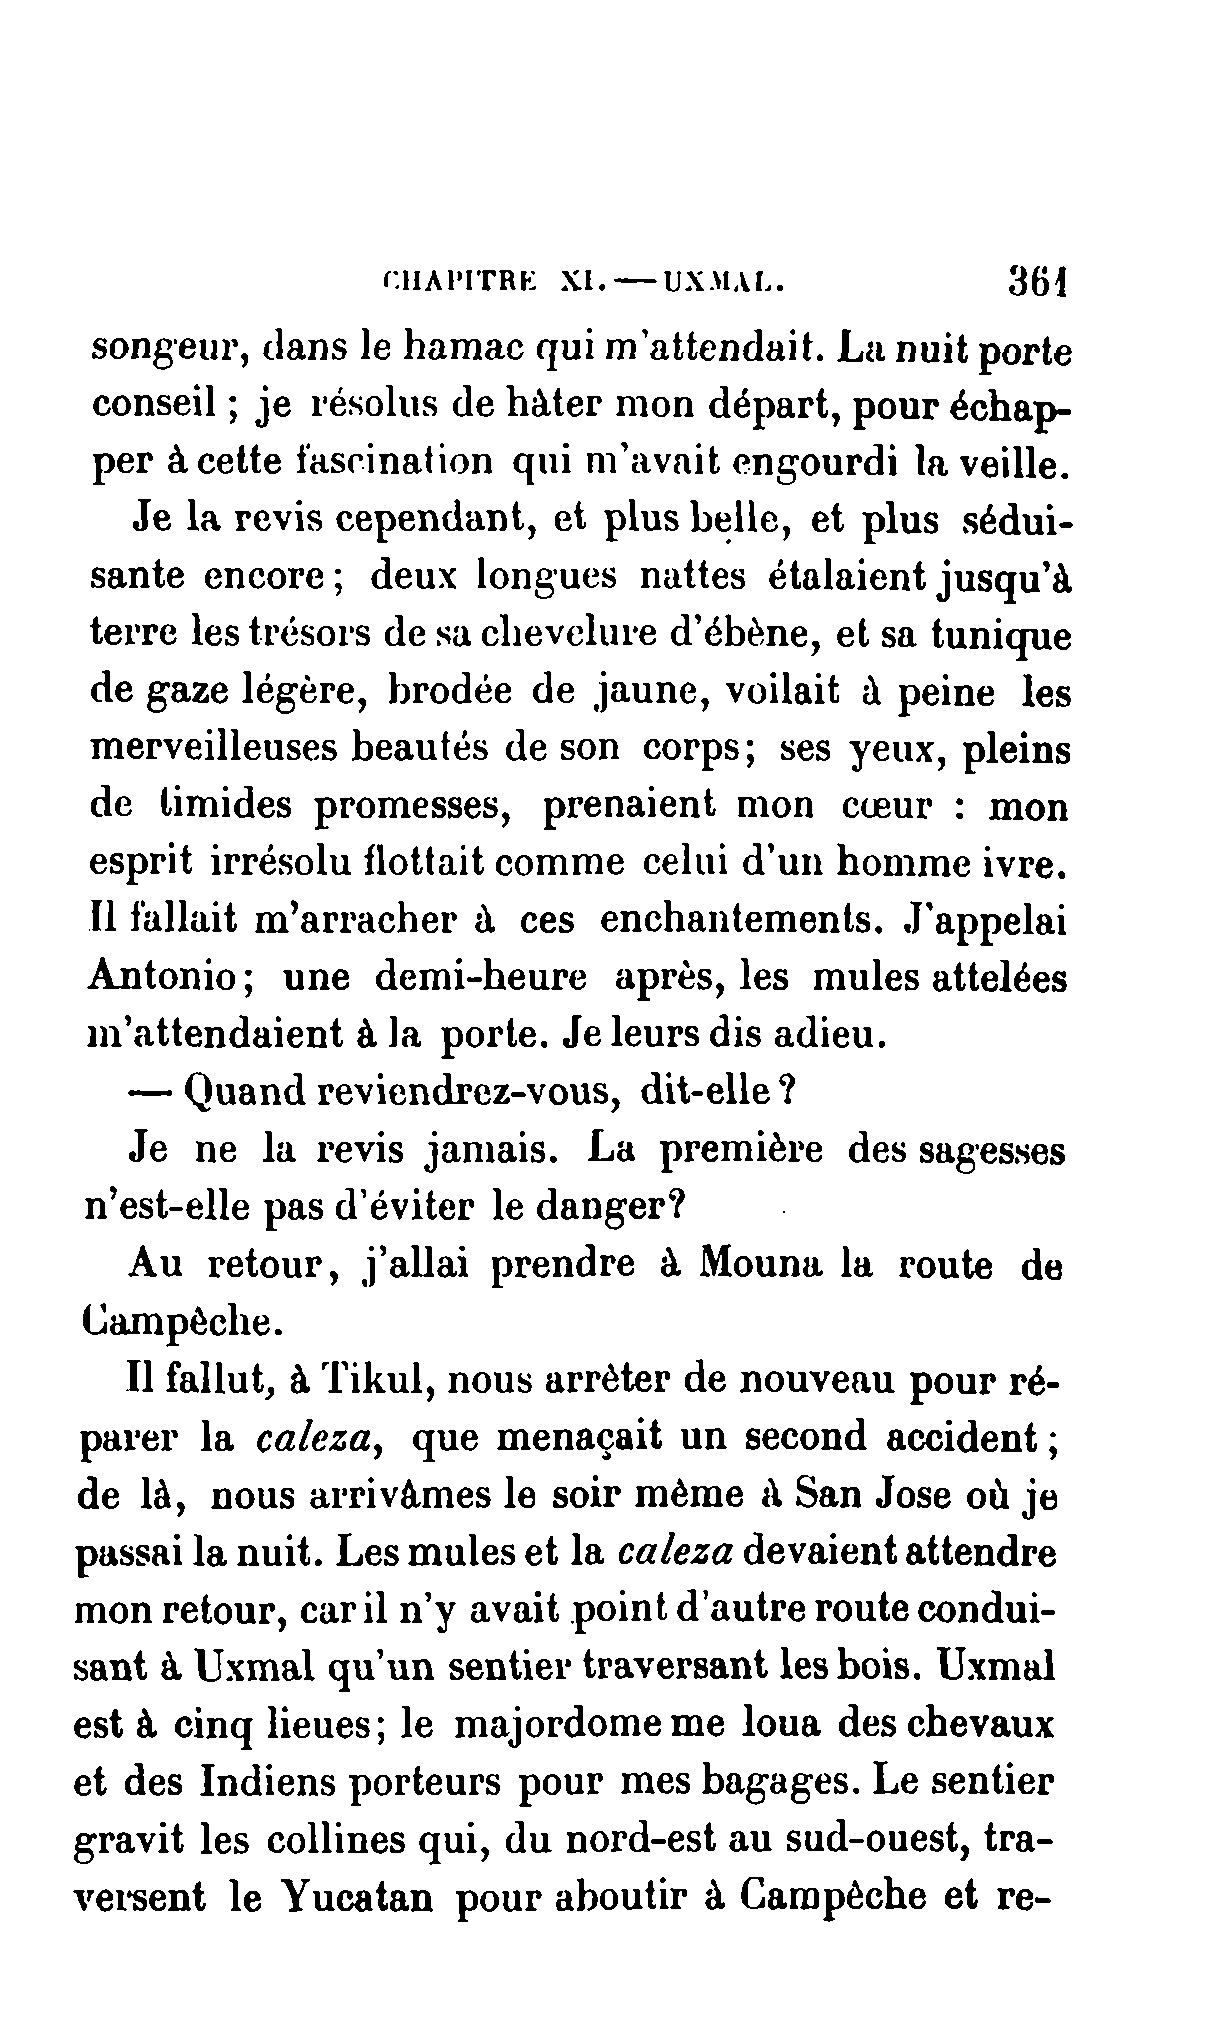 CHAPITRE XI. — UXMAL. 361
songeur, dans le hamac qui m'attendait. La nuit porte
conseil ; je résolus de hâter mon départ, pour échap-
per à cette fascination qui m'avait engourdi la veille.
Je la revis cependant, et plus belle, et plus sédui-
sante encore ; deux longues nattes étalaient jusqu'à
terre les trésors de sa chevelure d'ébène, et sa tunique
de gaze légère, brodée de jaune, voilait à peine les
merveilleuses beautés de son corps; ses yeux, pleins
de timides promesses, prenaient mon cœur : mon
esprit irrésolu flottait comme celui d'un homme ivre.
Il fallait m'arracher à ces enchantements. J'appelai
Antonio ; une demi-heure après, les mules attelées
m'attendaient à la porte. Je leurs dis adieu.
— Quand reviendrez-vous, dit-elle ?
Je ne la revis jamais. La première des sagesses
n'est-elle pas d'éviter le danger?
Au retour, j'allai prendre à Mouna la route de
Campêche.
Il fallut, à Tikul, nous arrêter de nouveau pour ré-
parer la caleza, que menaçait un second accident ;
de là, nous arrivâmes le soir même à San Jose où je
passai la nuit. Les mules et la caleza devaient attendre
mon retour, car il n'y avait point d'autre route condui-
sant à Uxmal qu'un sentier traversant les bois. Uxmal
est à cinq lieues; le majordome me loua des chevaux
et des Indiens porteurs pour mes bagages. Le sentier
gravit les collines qui, du nord-est au sud-ouest, tra-
versent le Yucatan pour aboutir à Campêche et re-